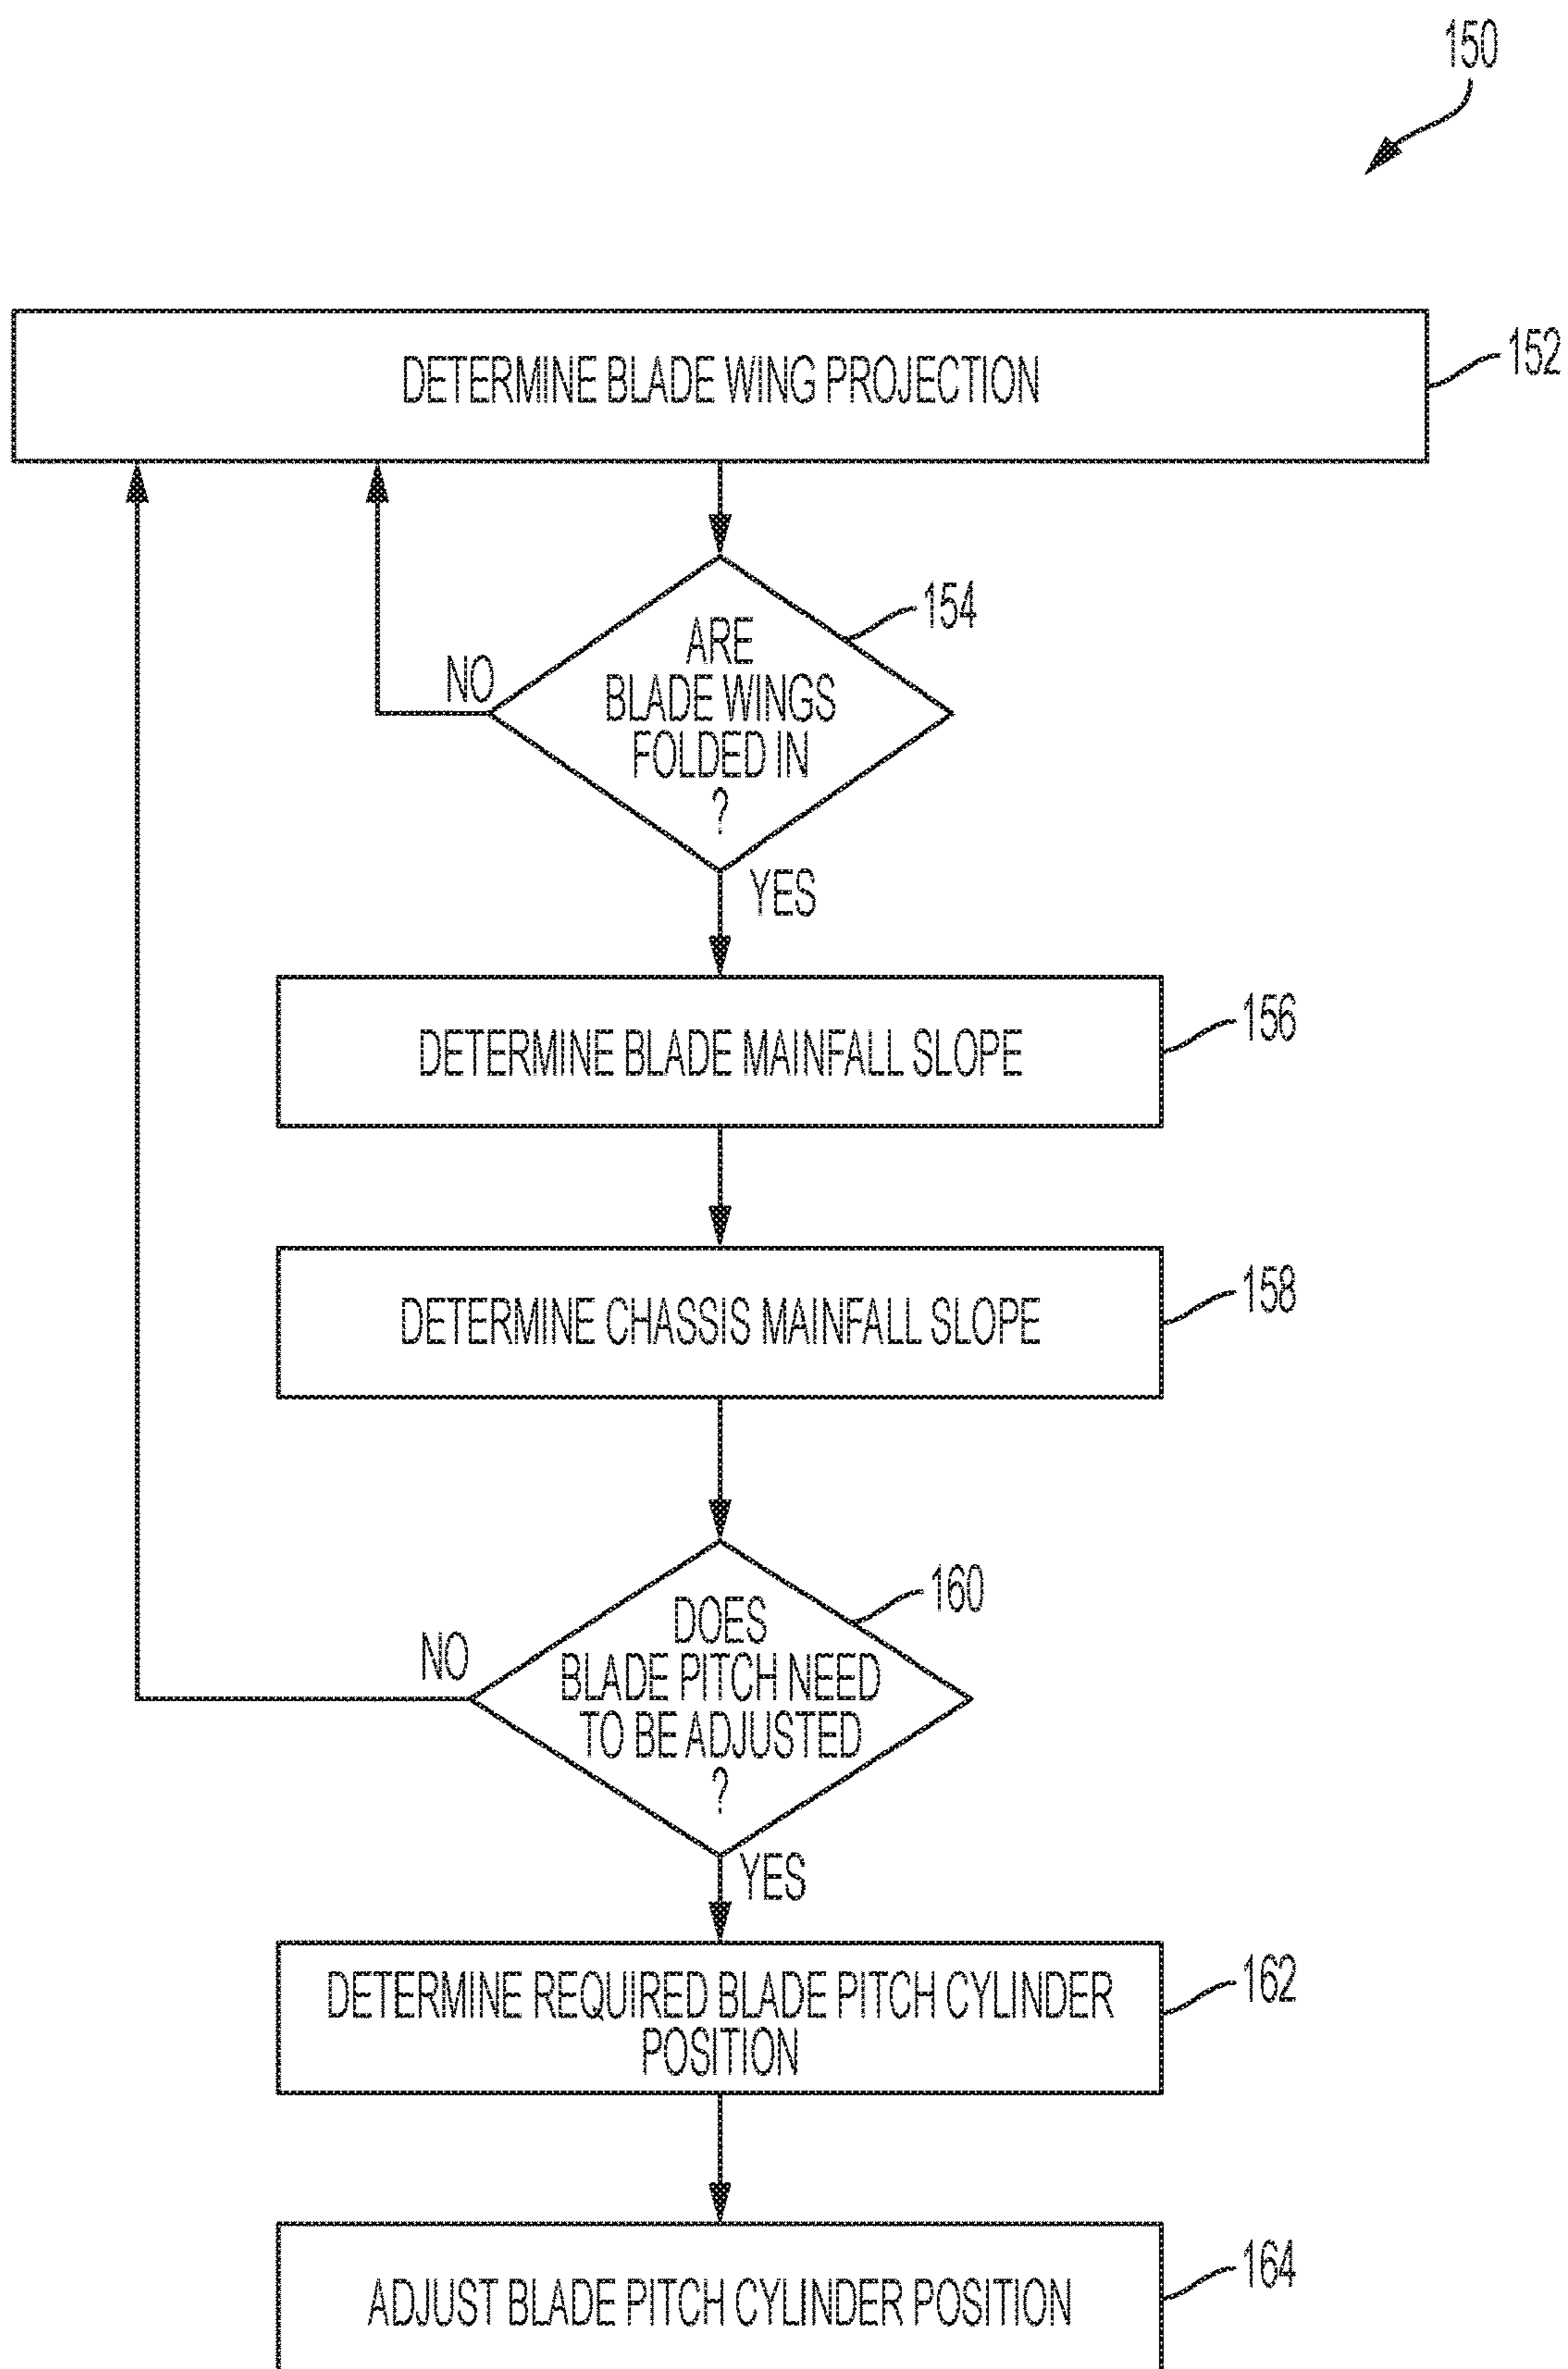 150
DETERMINE BLADE WING PROJECTION
152
154
ARE
BLADE WINGS
FOLDED IN
?
NO
YES
DETERMINE BLADE MAINFALL SLOPE
156
DETERMINE CHASSIS MAINFALL SLOPE
158
160
DOES
BLADE PITCH NEED
TO BE ADJUSTED
?
NO
YES
DETERMINE REQUIRED BLADE PITCH CYLINDER
POSITION
162
ADJUST BLADE PITCH CYLINDER POSITION
164